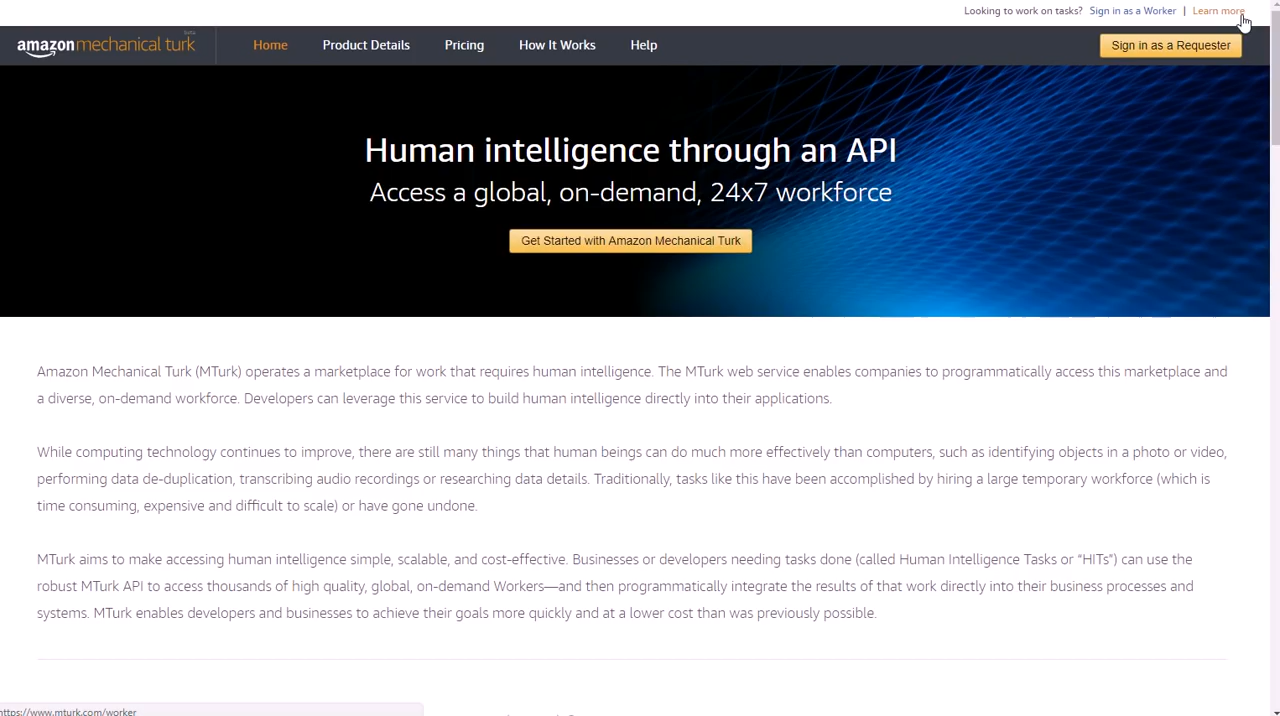 Looking to work on tasks? Sign in as a Worker | Learn more
amazonmechanical turk beta Home Product Details Pricing How It Works Help Sign in as a Requester
Human intelligence through an API
Access a global, on-demand, 24x7 workforce
Get Started with Amazon Mechanical Turk
Amazon Mechanical Turk (MTurk) operates a marketplace for work that requires human intelligence. The MTurk web service enables companies to programmatically access this marketplace and
a diverse, on-demand workforce. Developers can leverage this service to build human intelligence directly into their applications.
While computing technology continues to improve, there are still many things that human beings can do much more effectively than computers, such as identifying objects in a photo or video,
performing data de-duplication, transcribing audio recordings or researching data details. Traditionally, tasks like this have been accomplished by hiring a large temporary workforce (which is
time consuming, expensive and difficult to scale) or have gone undone.
MTurk aims to make accessing human intelligence simple, scalable, and cost-effective. Businesses or developers needing tasks done (called Human Intelligence Tasks or "HITs") can use the
robust MTurk API to access thousands of high quality, global, on-demand Workers—and then programmatically integrate the results of that work directly into their business processes and
systems. MTurk enables developers and businesses to achieve their goals more quickly and at a lower cost than was previously possible.
https://www.mturk.com/worker